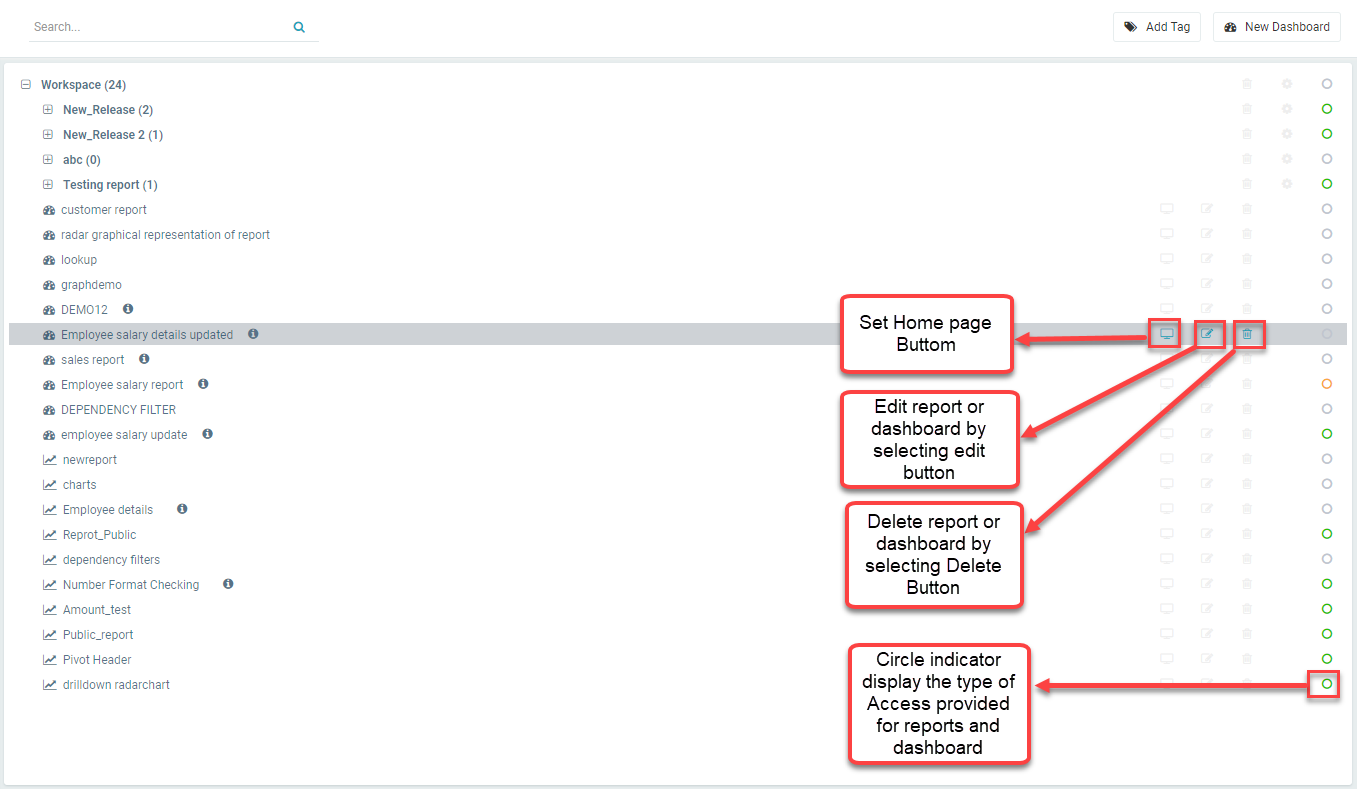 Search...
Add Tag
New Dashboard
Workspace (24)
New_Release (2)
New_Release 2 (1)
abc (0)
Testing report (1)
customer report
radar graphical representation of report
lookup
graphdemo
DEMO12
Employee salary details updated
sales report
Employee salary report
DEPENDENCY FILTER
employee salary update
newreport
charts
Employee details
Reprot_Public
dependency filters
Number Format Checking
Amount_test
Public_report
Pivot Header
drilldown radarchart
Set Home page
Buttom
Edit report or
dashboard by
selecting edit
button
Delete report or
dashboard by
selecting Delete
Button
Circle indicator
display the type of
Access provided
for reports and
dashboard